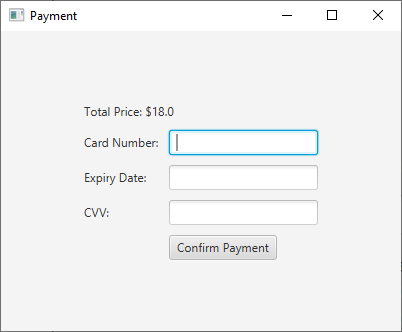 Payment
Total Price: $18.0
Card Number:
Expiry Date:
CVV:
Confirm Payment